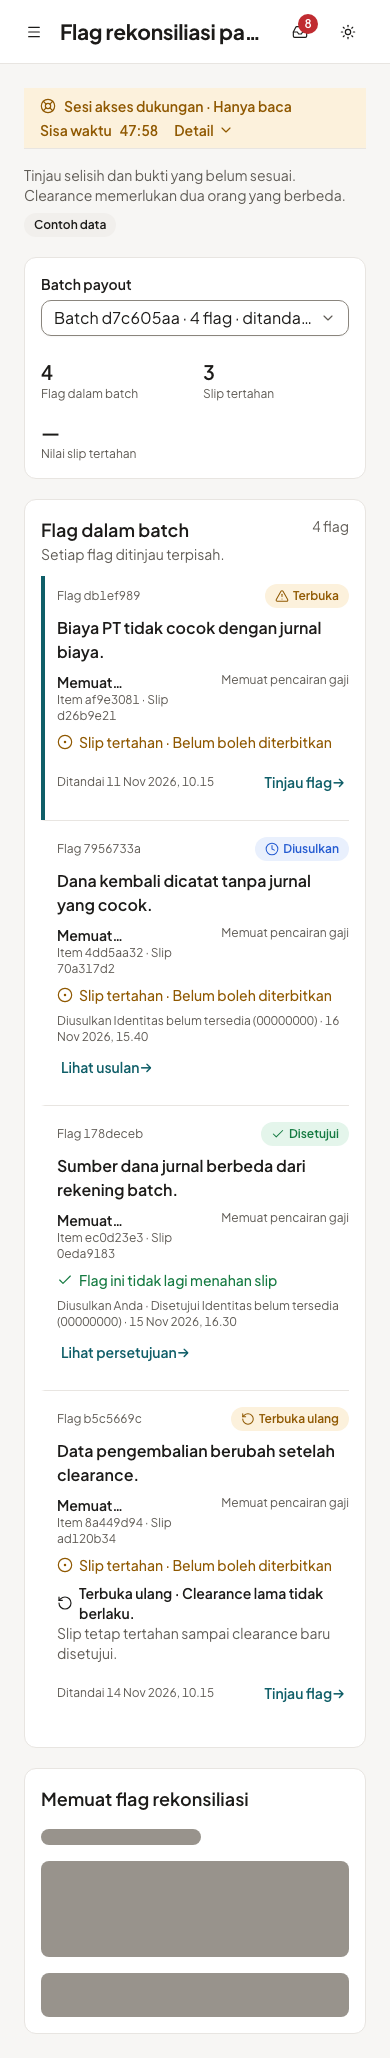 Flag rekonsiliasi pa…
8
Sesi akses dukungan · Hanya baca
Sisa waktu 47:58 Detail
Tinjau selisih dan bukti yang belum sesuai.
Clearance memerlukan dua orang yang berbeda.
Contoh data
Batch payout
Batch d7c605aa · 4 flag · ditanda…
4
Flag dalam batch
3
Slip tertahan
—
Nilai slip tertahan
Flag dalam batch
4 flag
Setiap flag ditinjau terpisah.
Flag db1ef989
Terbuka
Biaya PT tidak cocok dengan jurnal
biaya.
Memuat…
Memuat pencairan gaji
Item af9e3081 · Slip
d26b9e21
Slip tertahan · Belum boleh diterbitkan
Ditandai 11 Nov 2026, 10.15
Tinjau flag→
Flag 7956733a
Diusulkan
Dana kembali dicatat tanpa jurnal
yang cocok.
Memuat…
Memuat pencairan gaji
Item 4dd5aa32 · Slip
70a317d2
Slip tertahan · Belum boleh diterbitkan
Diusulkan Identitas belum tersedia (00000000) · 16
Nov 2026, 15.40
Lihat usulan→
Flag 178deceb
Disetujui
Sumber dana jurnal berbeda dari
rekening batch.
Memuat…
Memuat pencairan gaji
Item ec0d23e3 · Slip
0eda9183
Flag ini tidak lagi menahan slip
Diusulkan Anda · Disetujui Identitas belum tersedia
(00000000) · 15 Nov 2026, 16.30
Lihat persetujuan→
Flag b5c5669c
Terbuka ulang
Data pengembalian berubah setelah
clearance.
Memuat…
Memuat pencairan gaji
Item 8a449d94 · Slip
ad120b34
Slip tertahan · Belum boleh diterbitkan
Terbuka ulang · Clearance lama tidak
berlaku.
Slip tetap tertahan sampai clearance baru
disetujui.
Ditandai 14 Nov 2026, 10.15
Tinjau flag→
Memuat flag rekonsiliasi